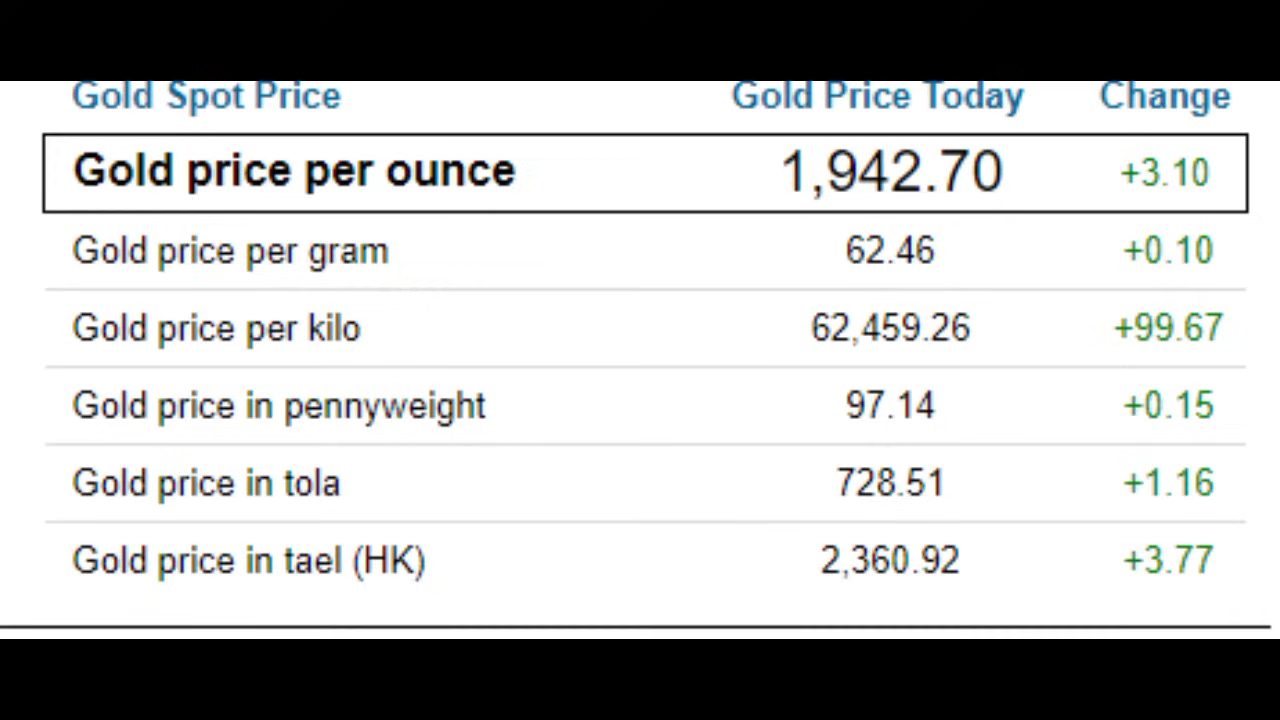 Gold Spot Price Gold Price Today Change
Gold price per ounce 1,942.70 +3.10
Gold price per gram 62.46 +0.10
Gold price per kilo 62,459.26 +99.67
Gold price in pennyweight 97.14 +0.15
Gold price in tola 728.51 +1.16
Gold price in tael (HK) 2,360.92 +3.77